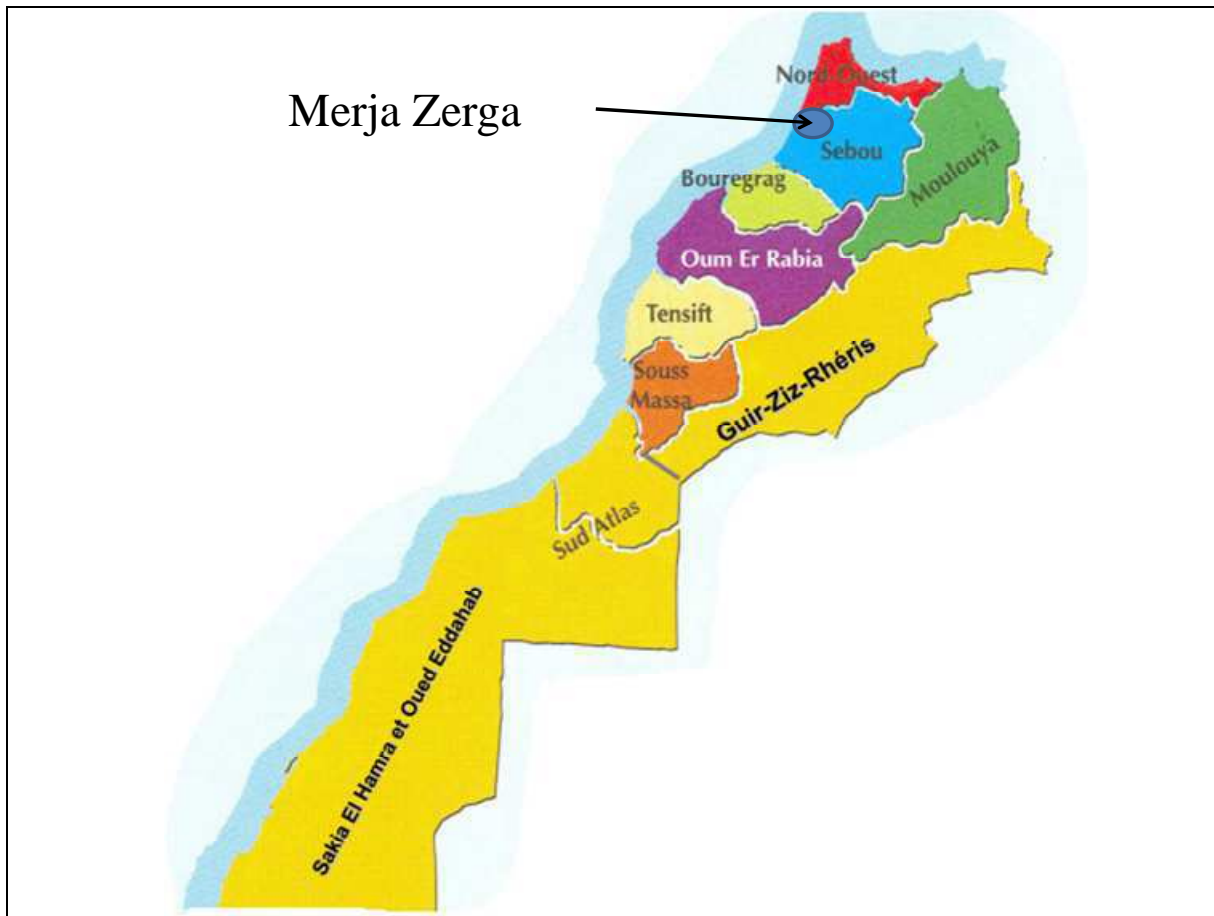 Nord-Ouest
Merja Zerga
Sebou
Moulouya
Bouregrag
Oum Er Rabia
Tensift
Souss
Massa
Guir-Ziz-Rhéris
Sud Atlas
Sakia El Hamra et Oued Eddahab